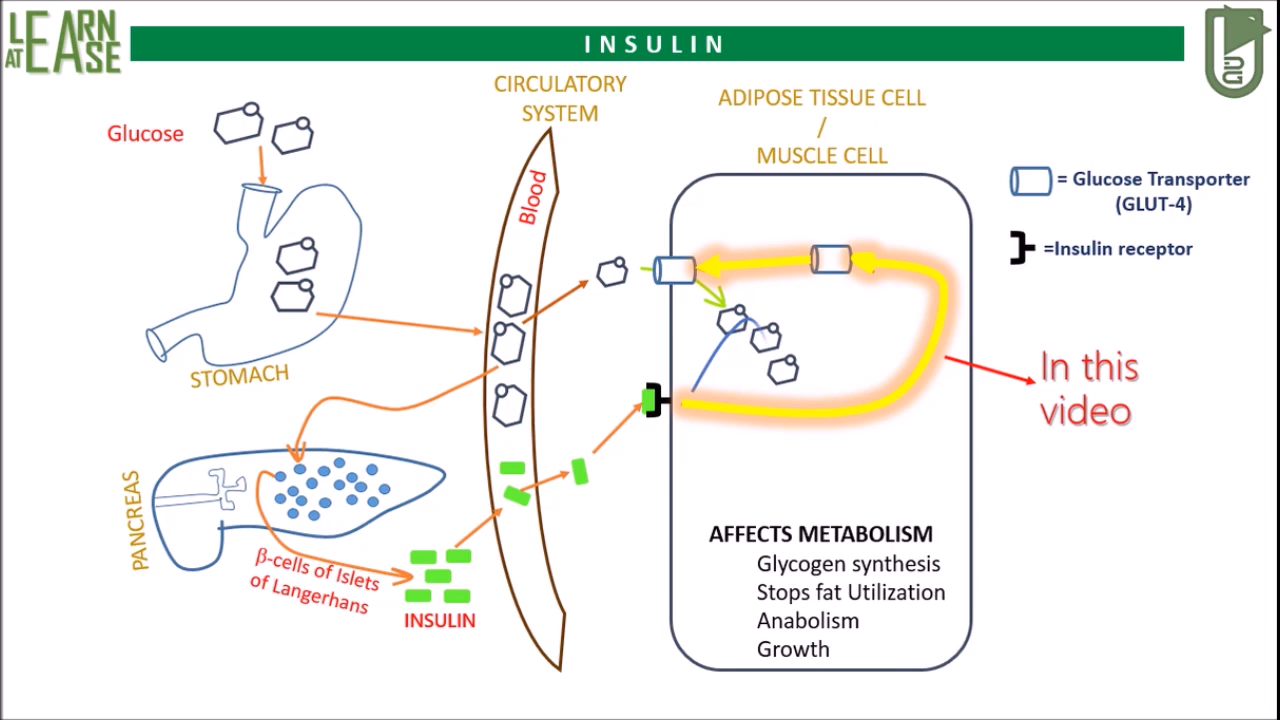 LEARN
AT EASE
INSULIN
CIRCULATORY
SYSTEM
ADIPOSE TISSUE CELL
/
MUSCLE CELL
Glucose
Blood
= Glucose Transporter
(GLUT-4)
=Insulin receptor
STOMACH
In this
video
PANCREAS
β-cells of Islets
of Langerhans
INSULIN
AFFECTS METABOLISM
Glycogen synthesis
Stops fat Utilization
Anabolism
Growth